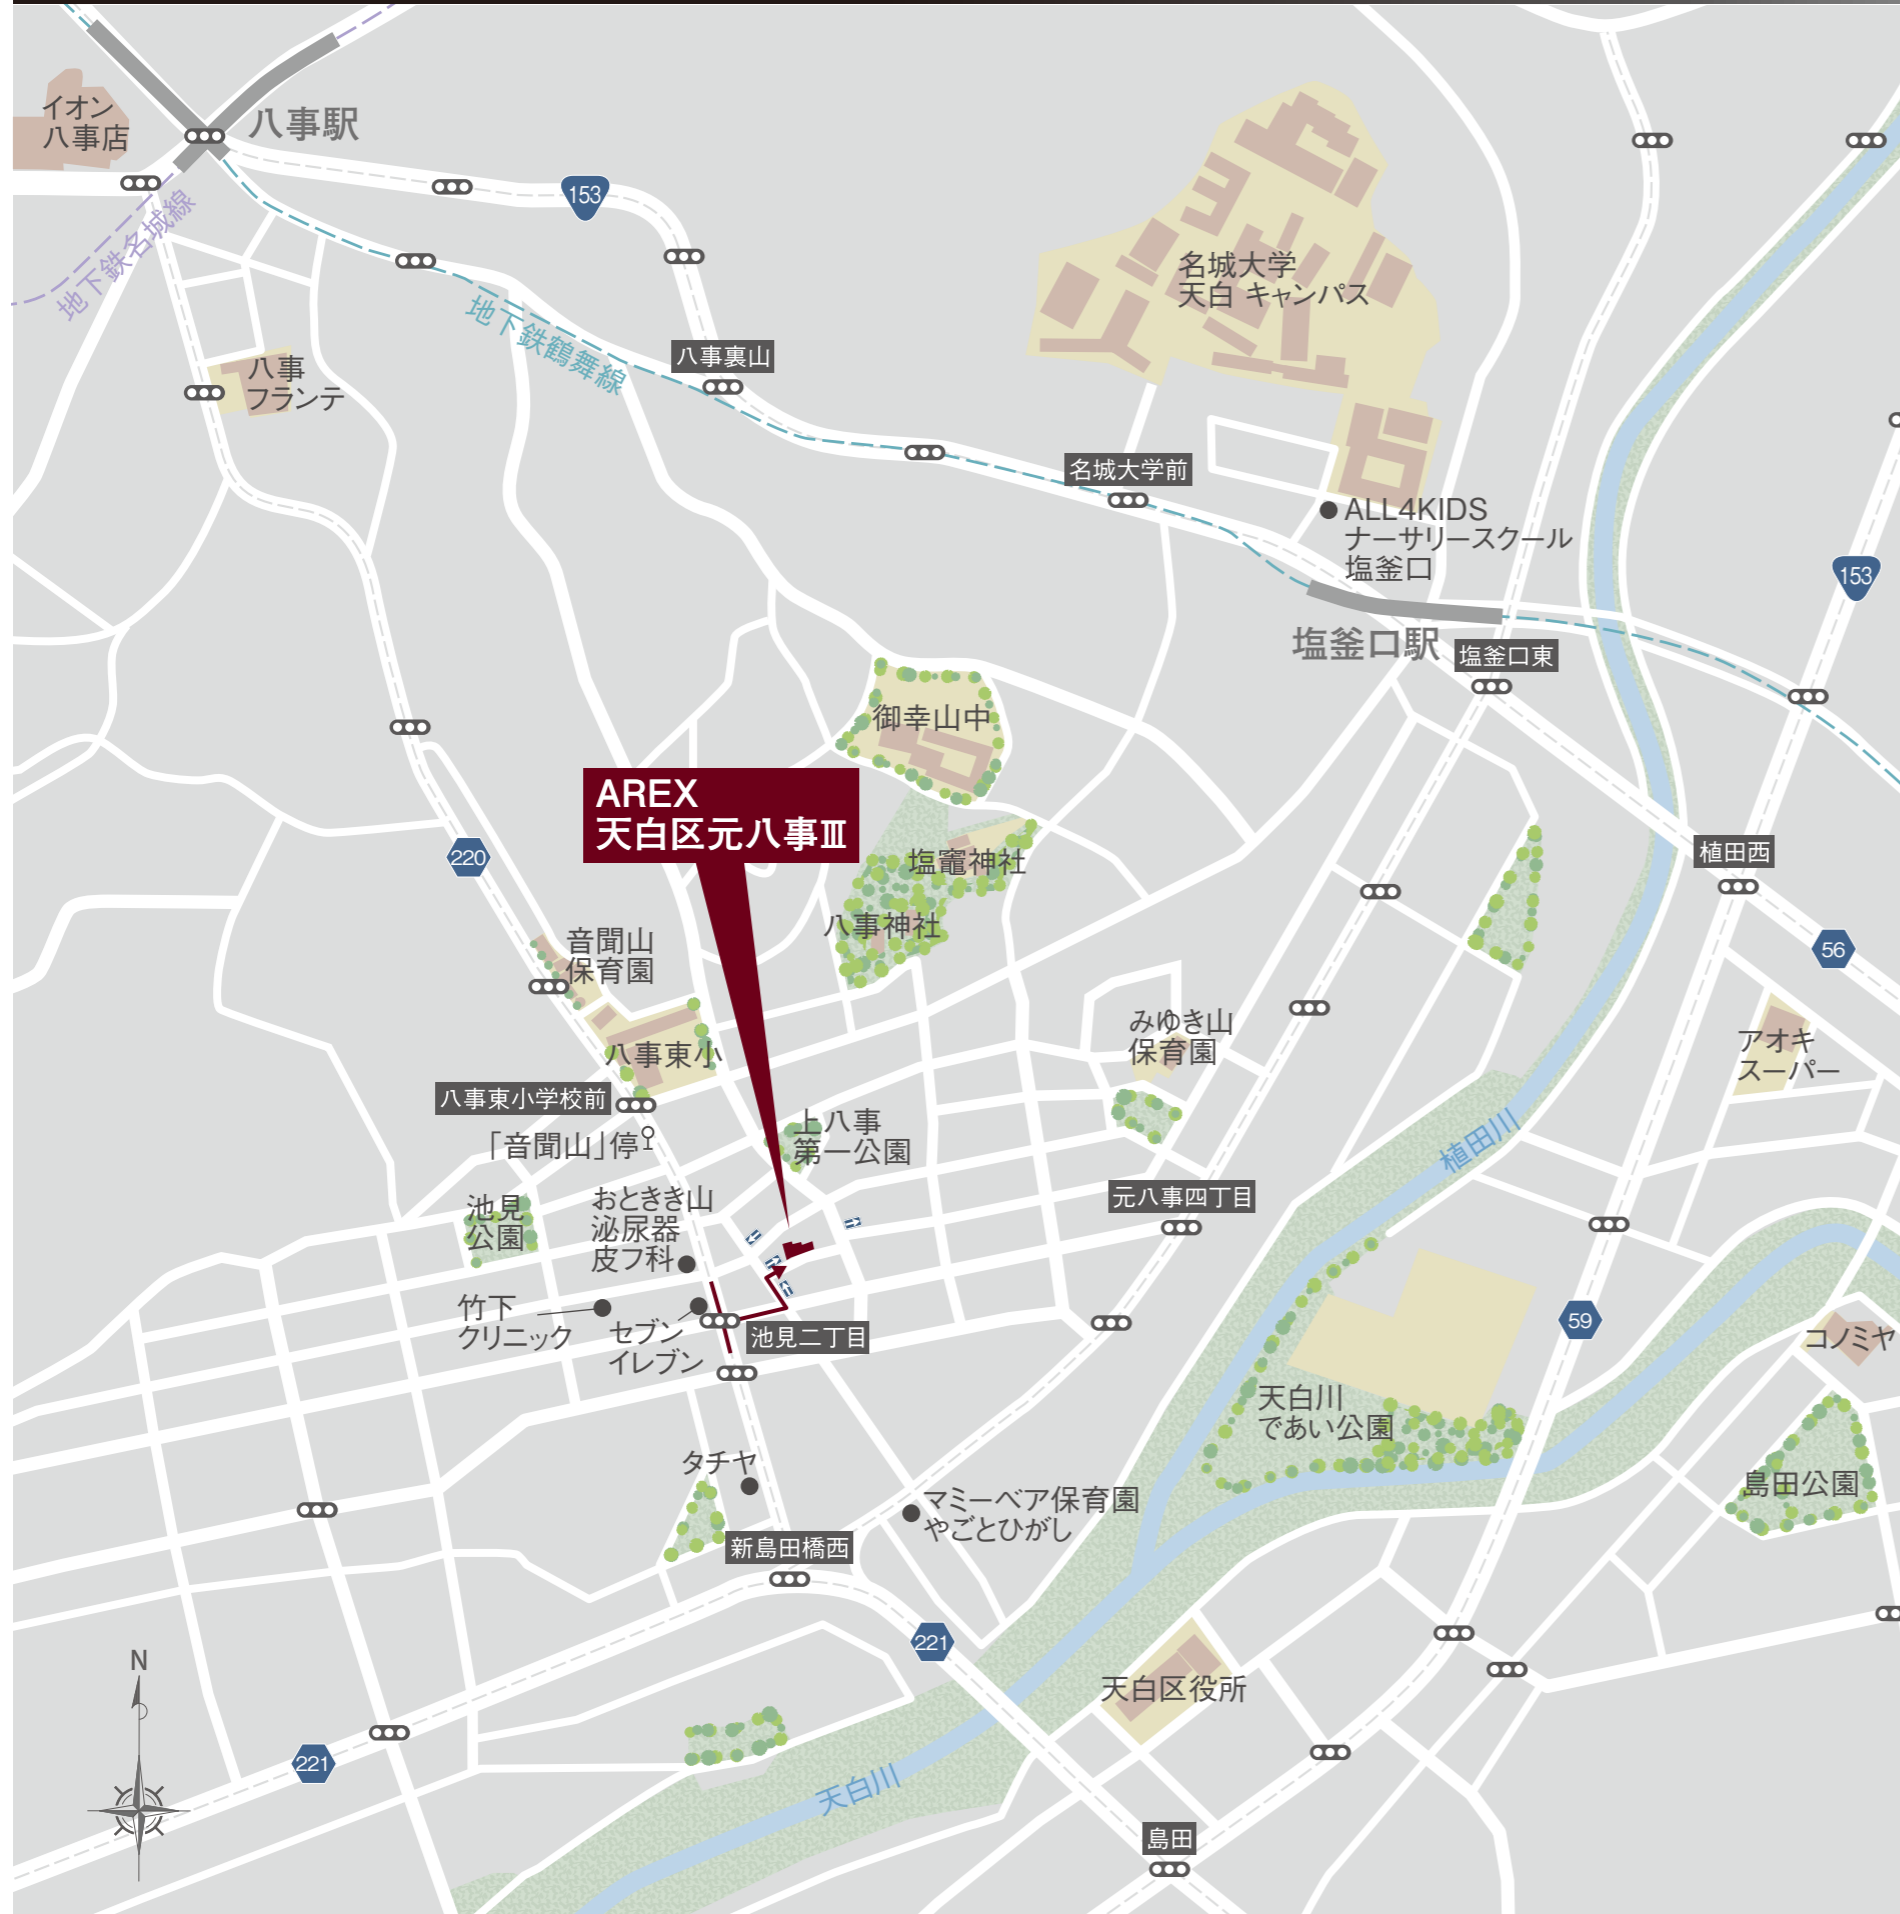 イオン
八事店
八事駅
153
地下鉄名城線
地下鉄鶴舞線
八事裏山
八事
フランテ
名城大学
天白 キャンパス
名城大学前
ALL4KIDS
ナーサリースクール
塩釜口
153
塩釜口駅
塩釜口東
御幸山中
AREX
天白区元八事Ⅲ
220
塩竈神社
八事神社
植田西
56
音聞山
保育園
みゆき山
保育園
アオキ
スーパー
八事東小
八事東小学校前
「音聞山」停
上八事
第一公園
植田川
池見
公園
おときき山
泌尿器
皮フ科
元八事四丁目
竹下
クリニック
セブン
イレブン
池見二丁目
59
コノミヤ
天白川
であい公園
タチヤ
島田公園
マミーベア保育園
やごとひがし
新島田橋西
221
天白区役所
N
221
天白川
島田